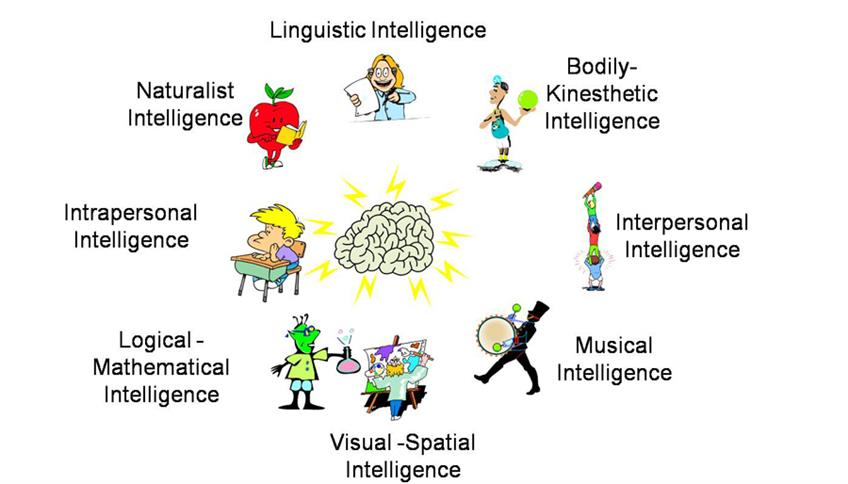 Linguistic Intelligence
Bodily-
Kinesthetic
Intelligence
Naturalist
Intelligence
Intrapersonal
Intelligence
Interpersonal
Intelligence
Logical -
Mathematical
Intelligence
Musical
Intelligence
Visual -Spatial
Intelligence